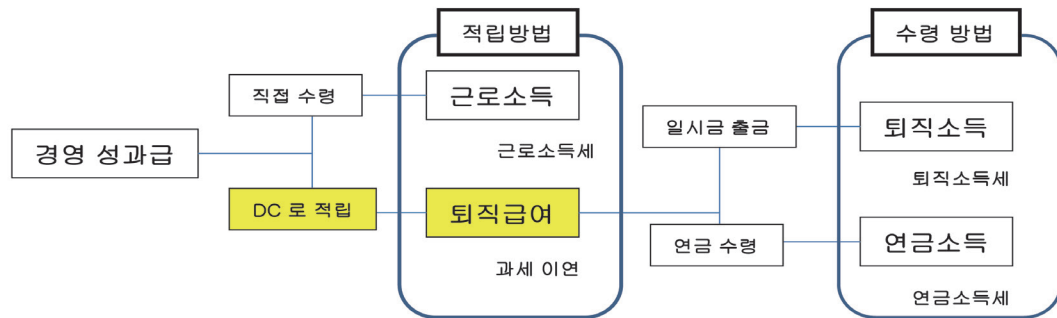 적립방법
수령 방법
직접 수령
근로소득
일시금 출금
퇴직소득
경영 성과급
근로소득세
퇴직소득세
DC 로 적립
퇴직급여
연금 수령
연금소득
과세 이연
연금소득세